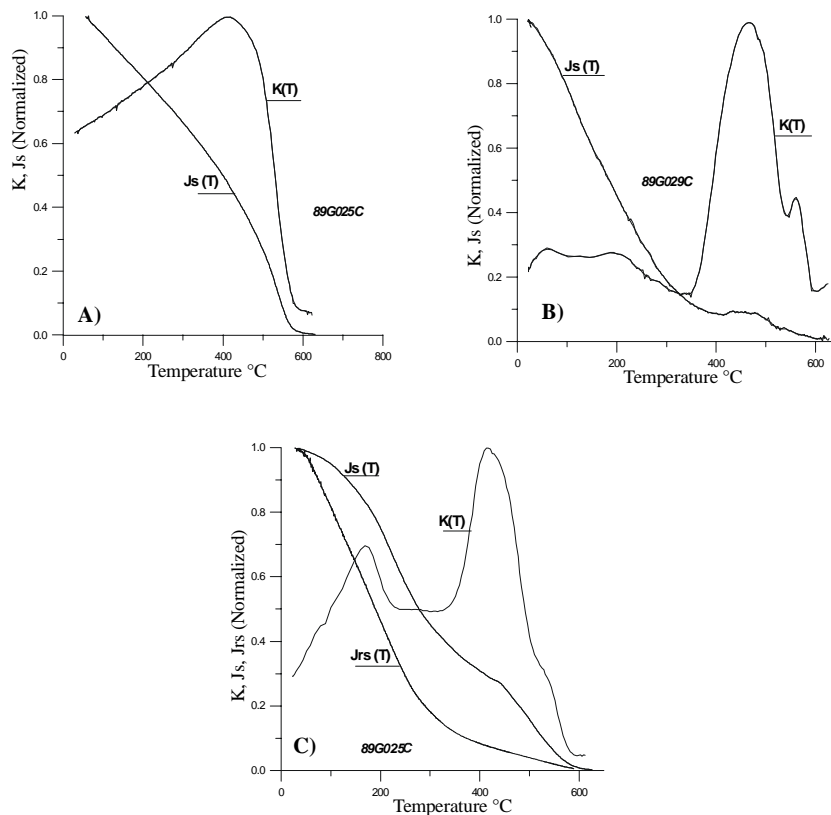 1.0
0.8
0.6
0.4
0.2
0.0
K, Js (Normalized)
K(T)
Js (T)
89G025C
A)
0 200 400 600 800
Temperature °C
1.0
0.8
0.6
0.4
0.2
0.0
K, Js (Normalized)
Js (T)
K(T)
89G029C
B)
0 200 400 600
Temperature °C
1.0
0.8
0.6
0.4
0.2
0.0
K, Js, Jrs (Normalized)
Js (T)
K(T)
Jrs (T)
C)
89G025C
0 200 400 600
Temperature °C